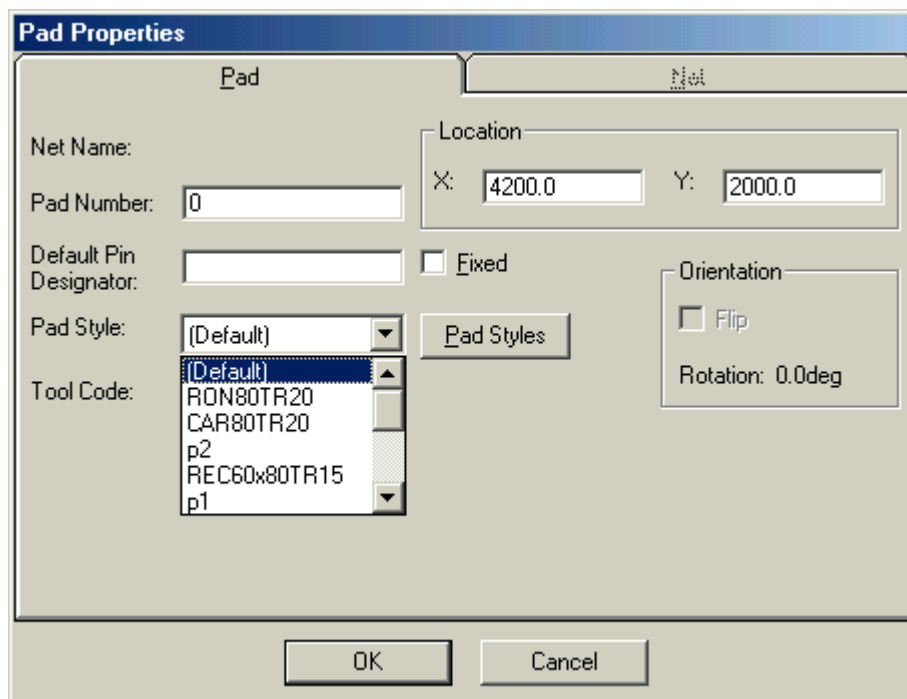 Pad Properties
Pad
Net
Net Name:
Location
X: 4200.0 Y: 2000.0
Pad Number: 0
Default Pin
Designator:
Fixed
Orientation
Flip
Rotation: 0.0deg
Pad Style: (Default)
Pad Styles
Tool Code:
(Default)
RON80TR20
CAR80TR20
p2
REC60x80TR15
p1
OK
Cancel